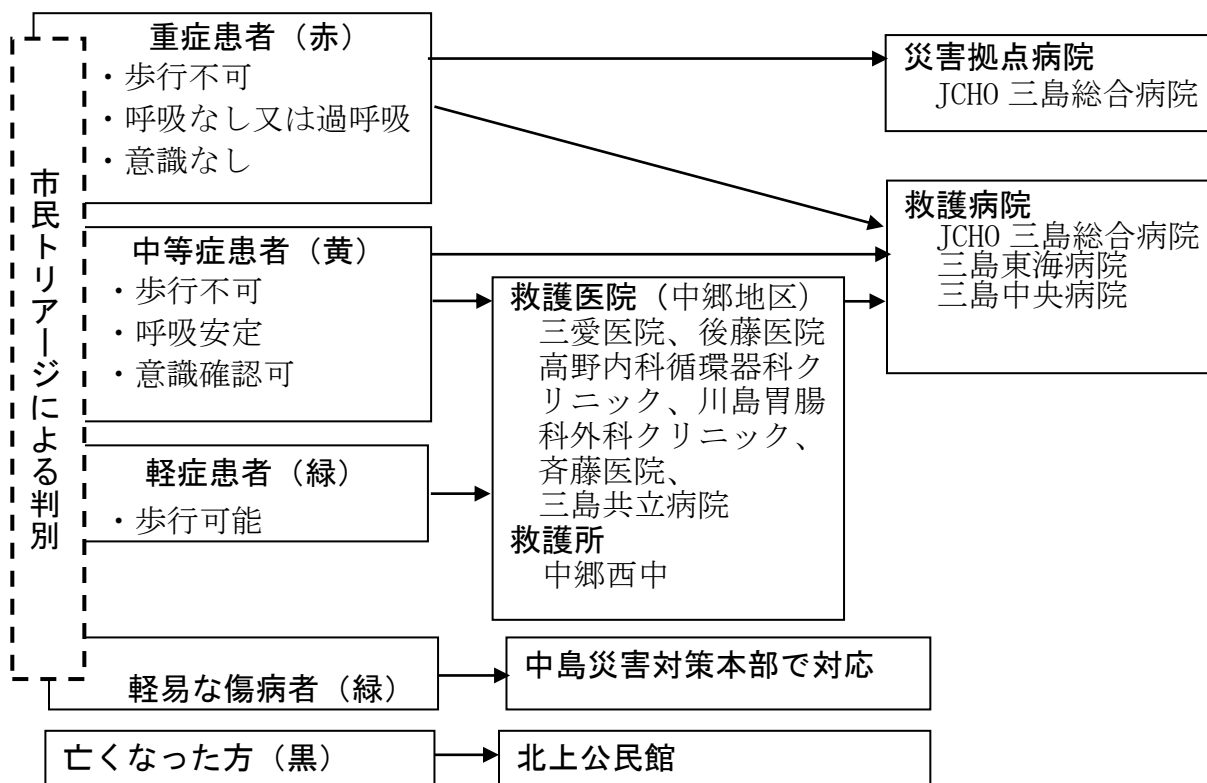 市民トリアージによる判別
重症患者（赤）
・歩行不可
・呼吸なし又は過呼吸
・意識なし
災害拠点病院
JCHO 三島総合病院
中等症患者（黄）
・歩行不可
・呼吸安定
・意識確認可
救護病院
JCHO 三島総合病院
三島東海病院
三島中央病院
救護医院（中郷地区）
三愛医院、後藤医院
高野内科循環器科ク
リニック、川島胃腸
科外科クリニック、
斉藤医院、
三島共立病院
救護所
中郷西中
軽症患者（緑）
・歩行可能
軽易な傷病者（緑）
中島災害対策本部で対応
亡くなった方（黒）
北上公民館